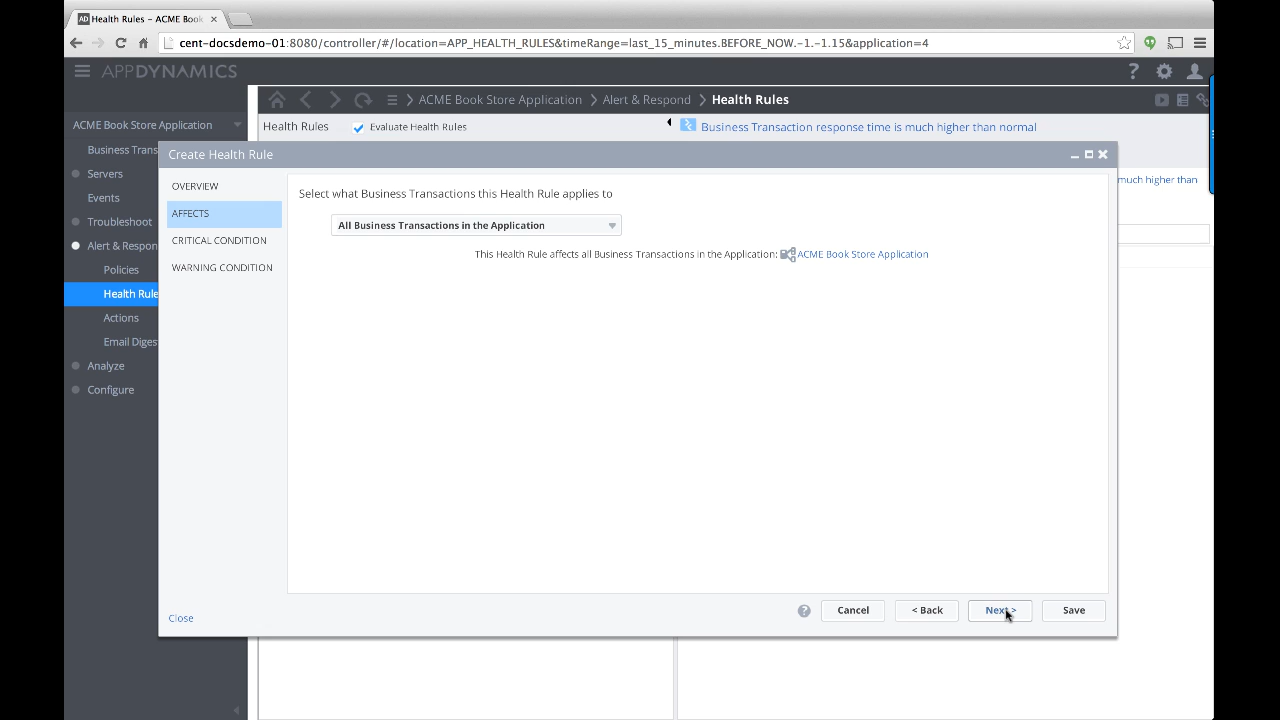 AD Health Rules – ACME Book
cent-docsdemo-01:8080/controller/#/location=APP_HEALTH_RULES&timeRange=last_15_minutes.BEFORE_NOW.-1.-1.15&application=4
APPDYNAMICS
?
ACME Book Store Application
Alert & Respond
Health Rules
ACME Book Store Application
Health Rules
Evaluate Health Rules
Business Transaction response time is much higher than normal
Business Trans
Servers
Events
Troubleshoot
Alert & Respon
Policies
Health Rule
Actions
Email Diges
Analyze
Configure
much higher than
Create Health Rule
OVERVIEW
AFFECTS
CRITICAL CONDITION
WARNING CONDITION
Select what Business Transactions this Health Rule applies to
All Business Transactions in the Application
This Health Rule affects all Business Transactions in the Application: ACME Book Store Application
Close
?
Cancel
< Back
Next >
Save